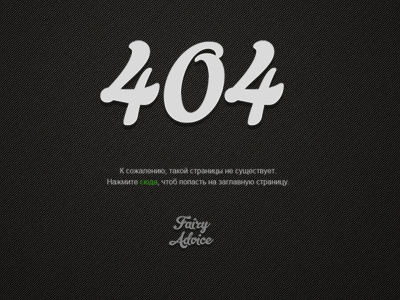 404
К сожалению, такой страницы не существует.
Нажмите сюда, чтоб попасть на заглавную страницу.
Fairy
Advice